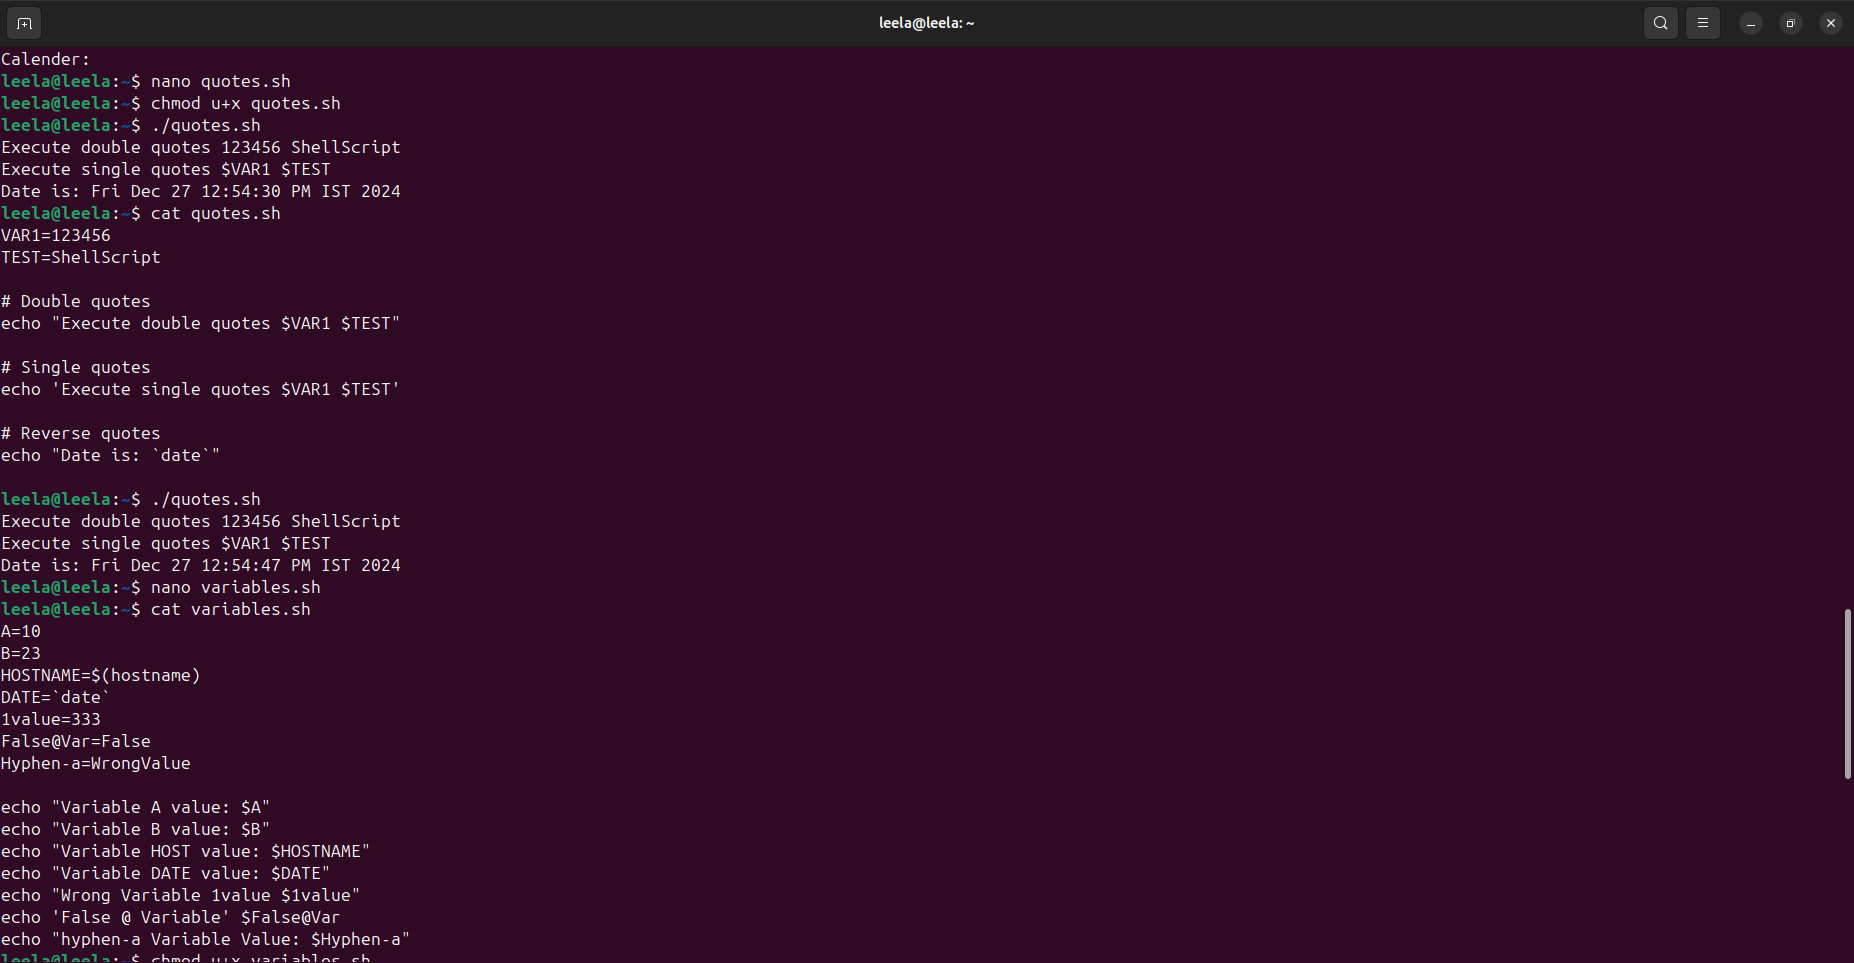 leela@leela: ~
Calender:
leela@leela:~$ nano quotes.sh
leela@leela:~$ chmod u+x quotes.sh
leela@leela:~$ ./quotes.sh
Execute double quotes 123456 ShellScript
Execute single quotes $VAR1 $TEST
Date is: Fri Dec 27 12:54:30 PM IST 2024
leela@leela:~$ cat quotes.sh
VAR1=123456
TEST=ShellScript

# Double quotes
echo "Execute double quotes $VAR1 $TEST"

# Single quotes
echo 'Execute single quotes $VAR1 $TEST'

# Reverse quotes
echo "Date is: `date`"

leela@leela:~$ ./quotes.sh
Execute double quotes 123456 ShellScript
Execute single quotes $VAR1 $TEST
Date is: Fri Dec 27 12:54:47 PM IST 2024
leela@leela:~$ nano variables.sh
leela@leela:~$ cat variables.sh
A=10
B=23
HOSTNAME=$(hostname)
DATE=`date`
1value=333
False@Var=False
Hyphen-a=WrongValue

echo "Variable A value: $A"
echo "Variable B value: $B"
echo "Variable HOST value: $HOSTNAME"
echo "Variable DATE value: $DATE"
echo "Wrong Variable 1value $1value"
echo 'False @ Variable' $False@Var
echo "hyphen-a Variable Value: $Hyphen-a"
leela@leela:~$ chmod u+x variables.sh